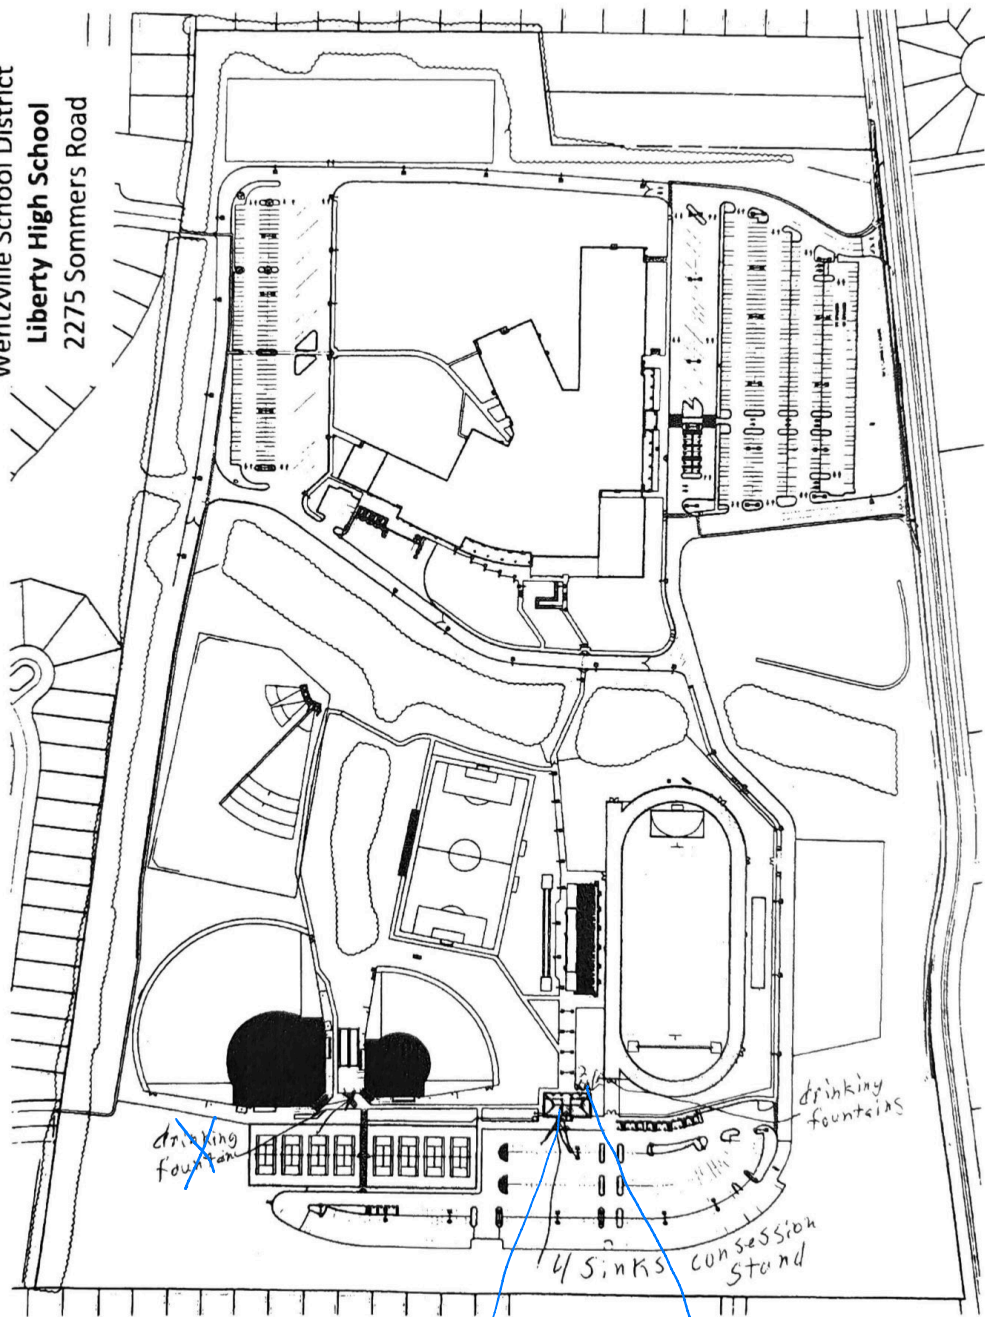 Wentzville School District
Liberty High School
2275 Sommers Road
drinking
fountains
drinking
fountain
4 sinks consession
stand